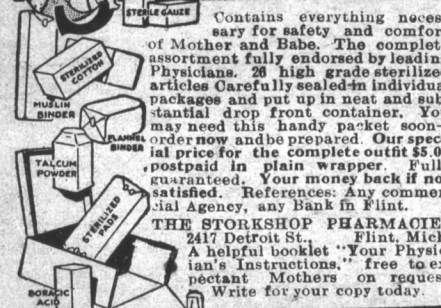 STERILE GAUZE
STERILIZED
COTTON
MUSLIN
BINDER
FLANNEL
BINDER
TALCUM
POWDER
STERILIZED
PADS
BORACIC
ACID
Contains everything neces
sary for safety and comfor
of Mother and Babe. The complet
assortment fully endorsed by leadin
Physicians. 26 high grade sterilize
articles Carefully sealed in individua
packages and put up in neat and sub
stantial drop front container. Yo
may need this handy packet soon-
order now and be prepared. Our spec
ial price for the complete outfit $5.0
postpaid in plain wrapper. Full
guaranteed. Your money back if no
satisfied. References: Any comme
cial Agency, any Bank in Flint.
THE STORKSHOP PHARMACIE
2417 Detroit St., Flint, Mich
A helpful booklet "Your Physic
ian's Instructions," free to ex
pectant Mothers on reques
Write for your copy today.